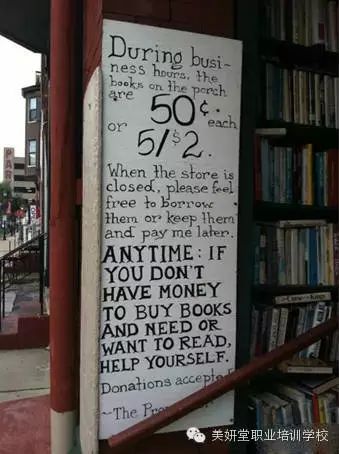 During busi-
ness hours, the
books on the porch
are 50¢ each
or 5/$2.
When the store is
closed, please feel
free to borrow
them or keep them
and pay me later.
ANYTIME: IF
YOU DON'T
HAVE MONEY
TO BUY BOOKS
AND NEED OR
WANT TO READ,
HELP YOURSELF.
Donations accepted
~The
PARK
美妍堂职业培训学校